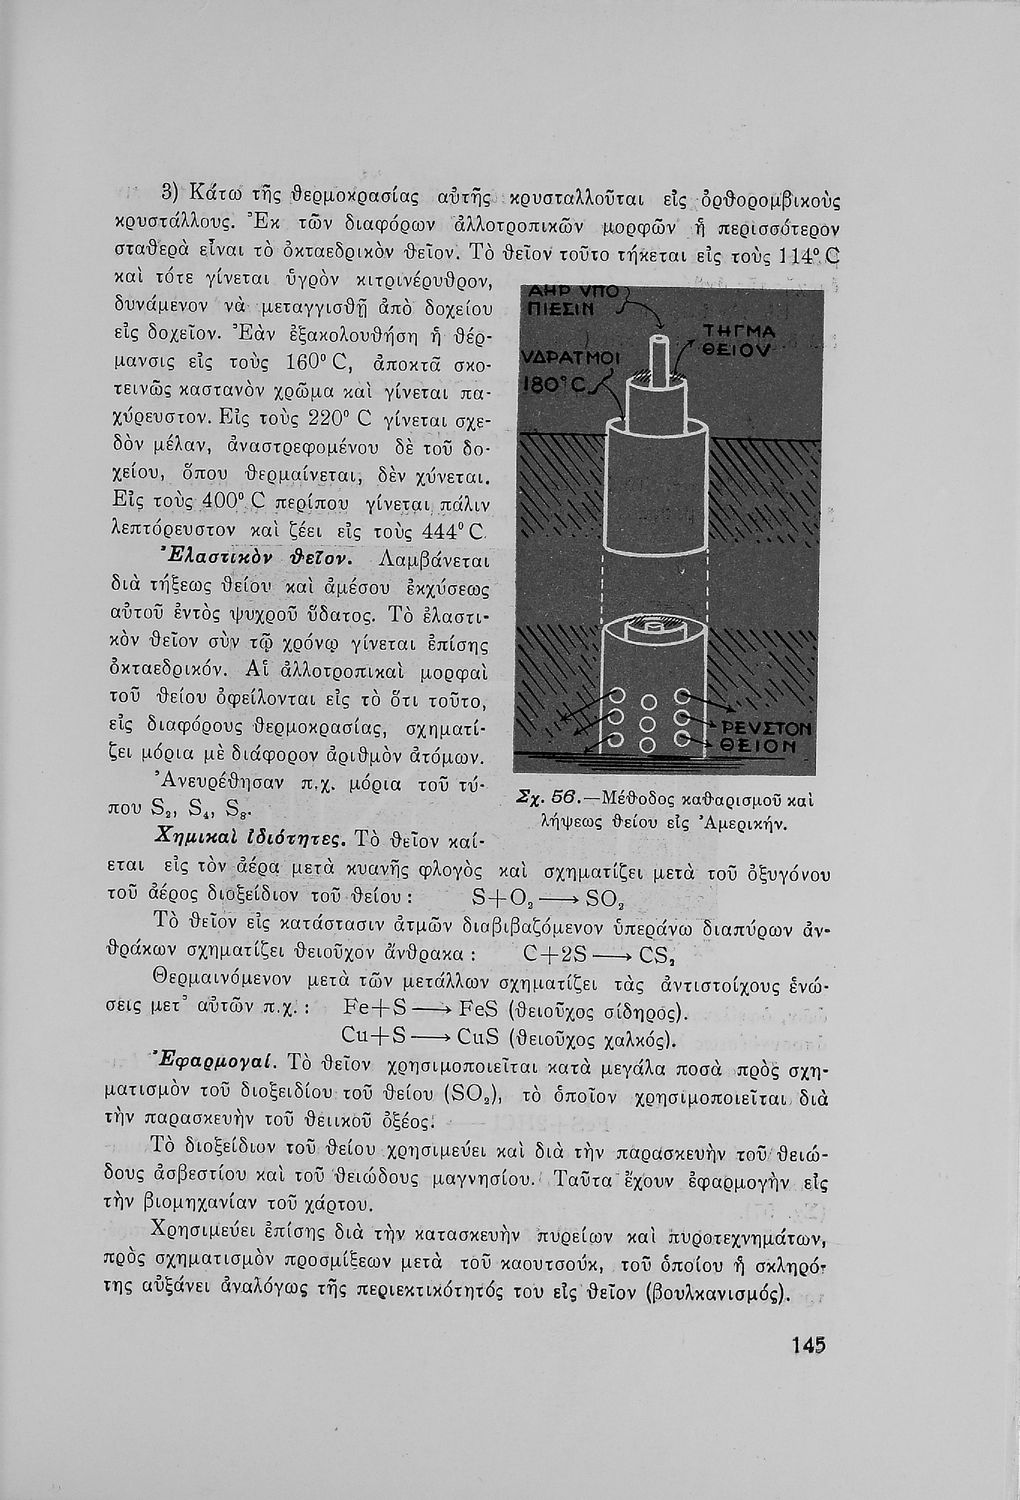 3) Κάτω τῆς θερμοκρασίας αὐτῆς κρυσταλλοῦται εἰς ὀρθορομβικοὺς
κρυστάλλους. Ἐκ τῶν διαφόρων ἀλλοτροπικῶν μορφῶν ἡ περισσότερον
σταθερὰ εἶναι τὸ ὀκταεδρικὸν θεῖον. Τὸ θεῖον τοῦτο τήκεται εἰς τοὺς 114° C
καὶ τότε γίνεται ὑγρὸν κιτρινέρυθρον,
δυνάμενον νὰ μεταγγισθῇ ἀπὸ δοχείου
εἰς δοχεῖον. Ἐὰν ἐξακολουθήση ἡ θέρ-
μανσις εἰς τοὺς 160° C, ἀποκτᾶ σκο-
τεινῶς καστανὸν χρῶμα καὶ γίνεται πα-
χύρευστον. Εἰς τοὺς 220° C γίνεται σχε-
δὸν μέλαν, ἀναστρεφομένου δὲ τοῦ δο-
χείου, ὅπου θερμαίνεται, δὲν χύνεται.
Εἰς τοὺς 400° C περίπου γίνεται πάλιν
λεπτόρευστον καὶ ζέει εἰς τοὺς 444° C.
Ἐλαστικὸν θεῖον. Λαμβάνεται
διὰ τήξεως θείου καὶ ἀμέσου ἐκχύσεως
αὐτοῦ ἐντὸς ψυχροῦ ὕδατος. Τὸ ἐλαστι-
κὸν θεῖον σὺν τῷ χρόνῳ γίνεται ἐπίσης
ὀκταεδρικόν. Αἱ ἀλλοτροπικαὶ μορφαὶ
τοῦ θείου ὀφείλονται εἰς τὸ ὅτι τοῦτο,
εἰς διαφόρους θερμοκρασίας, σχηματί-
ζει μόρια μὲ διάφορον ἀριθμὸν ἀτόμων.
Ἀνευρέθησαν π.χ. μόρια τοῦ τύ-
που S₂, S₄, S₈.
ΑΗΡ ΥΠΟ
ΠΙΕΣΙΝ
ΤΗΓΜΑ
ΘΕΙΟΥ
ΥΔΡΑΤΜΟΙ
180°C
ΡΕΥΣΤΟΝ
ΘΕΙΟΝ
Σχ. 56.—Μέθοδος καθαρισμοῦ καὶ
λήψεως θείου εἰς Ἀμερικήν.
Χημικαὶ ἰδιότητες. Τὸ θεῖον καί-
εται εἰς τὸν ἀέρα μετὰ κυανῆς φλογὸς καὶ σχηματίζει μετὰ τοῦ ὀξυγόνου
τοῦ ἀέρος διοξείδιον τοῦ θείου : S+O₂ ⟶ SO₂
Τὸ θεῖον εἰς κατάστασιν ἀτμῶν διαβιβαζόμενον ὑπεράνω διαπύρων ἀν-
θράκων σχηματίζει θειοῦχον ἄνθρακα : C+2S ⟶ CS₂
Θερμαινόμενον μετὰ τῶν μετάλλων σχηματίζει τὰς ἀντιστοίχους ἑνώ-
σεις μετ' αὐτῶν π.χ. : Fe+S ⟶ FeS (θειοῦχος σίδηρος).
Cu+S ⟶ CuS (θειοῦχος χαλκός).
Ἐφαρμογαί. Τὸ θεῖον χρησιμοποιεῖται κατὰ μεγάλα ποσὰ πρὸς σχη-
ματισμὸν τοῦ διοξειδίου τοῦ θείου (SO₂), τὸ ὁποῖον χρησιμοποιεῖται διὰ
τὴν παρασκευὴν τοῦ θειικοῦ ὀξέος.
Τὸ διοξείδιον τοῦ θείου χρησιμεύει καὶ διὰ τὴν παρασκευὴν τοῦ θειώ-
δους ἀσβεστίου καὶ τοῦ θειώδους μαγνησίου. Ταῦτα ἔχουν ἐφαρμογὴν εἰς
τὴν βιομηχανίαν τοῦ χάρτου.
Χρησιμεύει ἐπίσης διὰ τὴν κατασκευὴν πυρείων καὶ πυροτεχνημάτων,
πρὸς σχηματισμὸν προσμίξεων μετὰ τοῦ καουτσούκ, τοῦ ὁποίου ἡ σκληρό-
της αὐξάνει ἀναλόγως τῆς περιεκτικότητός του εἰς θεῖον (βουλκανισμός).
145